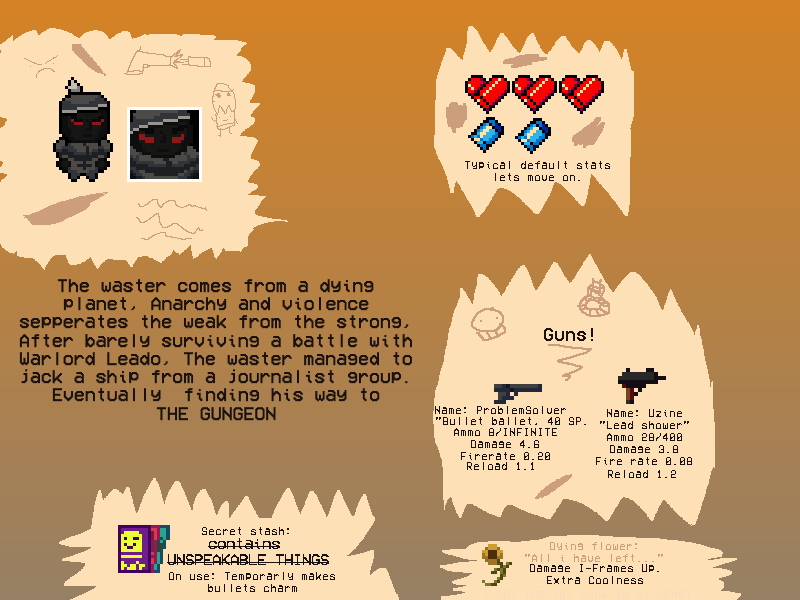 Typical default stats
lets move on.
The waster comes from a dying
planet, Anarchy and violence
sepperates the weak from the strong,
After barely surviving a battle with
Warlord Leado, The waster managed to
jack a ship from a journalist group.
Eventually finding his way to
THE GUNGEON
Guns!
Name: ProblemSolver
"Bullet ballet, 40 SP.
Ammo 8/INFINITE
Damage 4.6
Firerate 0.20
Reload 1.1
Name: Uzine
"Lead shower"
Ammo 28/400
Damage 3.8
Fire rate 0.08
Reload 1.2
Secret stash:
contains
UNSPEAKABLE THINGS
On use: Temporarly makes
bullets charm
Dying flower:
"All i have left..."
Damage I-Frames Up.
Extra Coolness